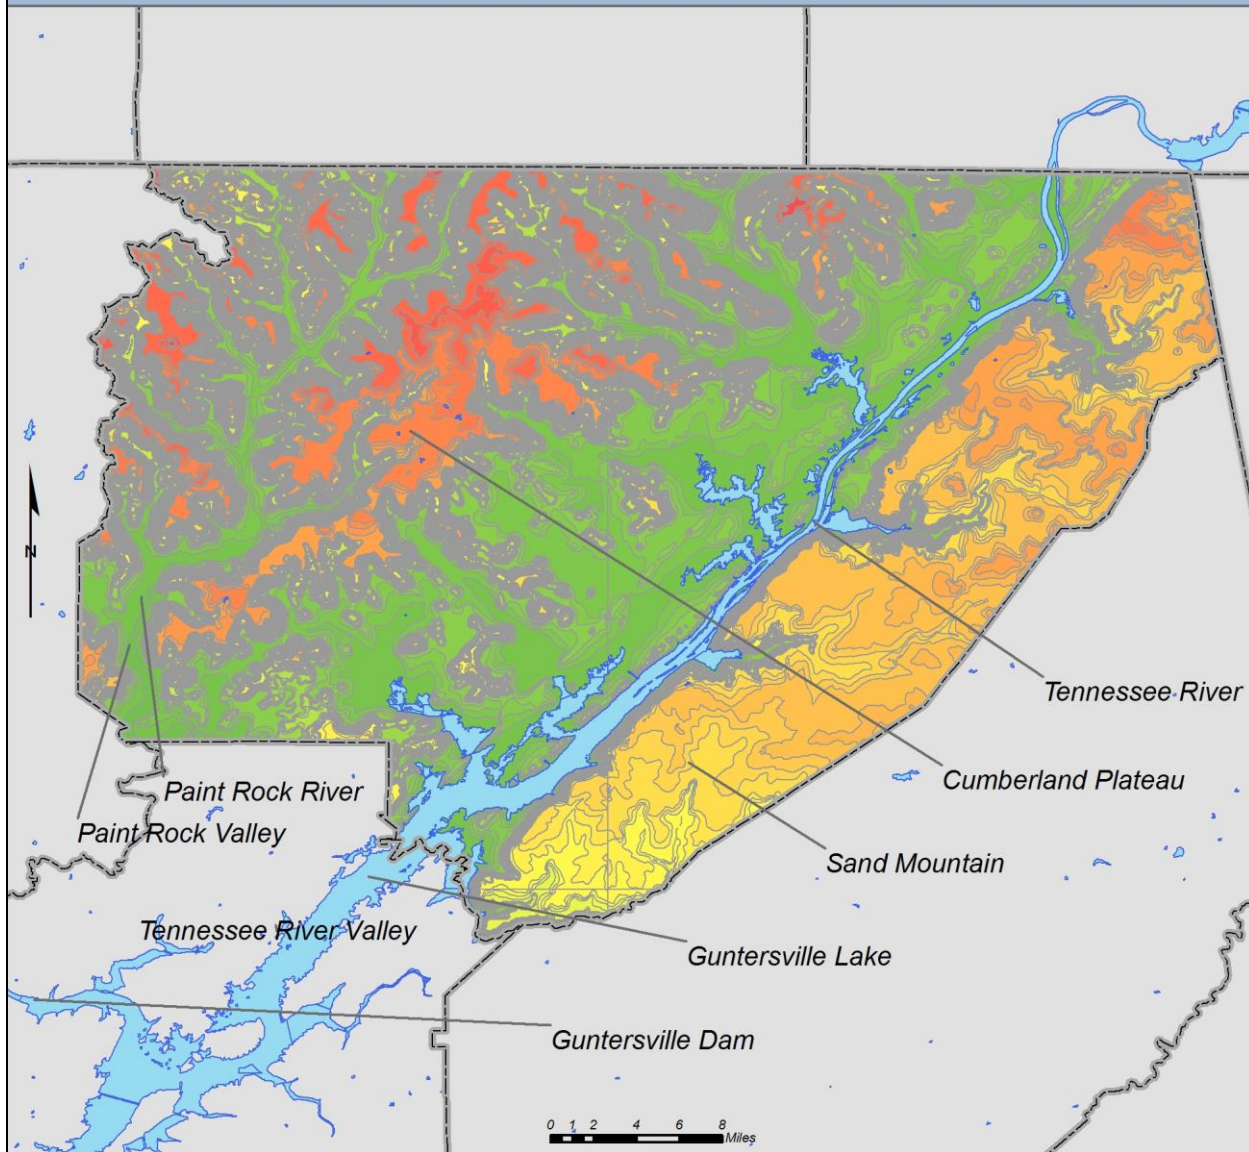 N
Tennessee River
Cumberland Plateau
Paint Rock River
Paint Rock Valley
Sand Mountain
Tennessee River Valley
Guntersville Lake
Guntersville Dam
0 1 2 4 6 8
Miles